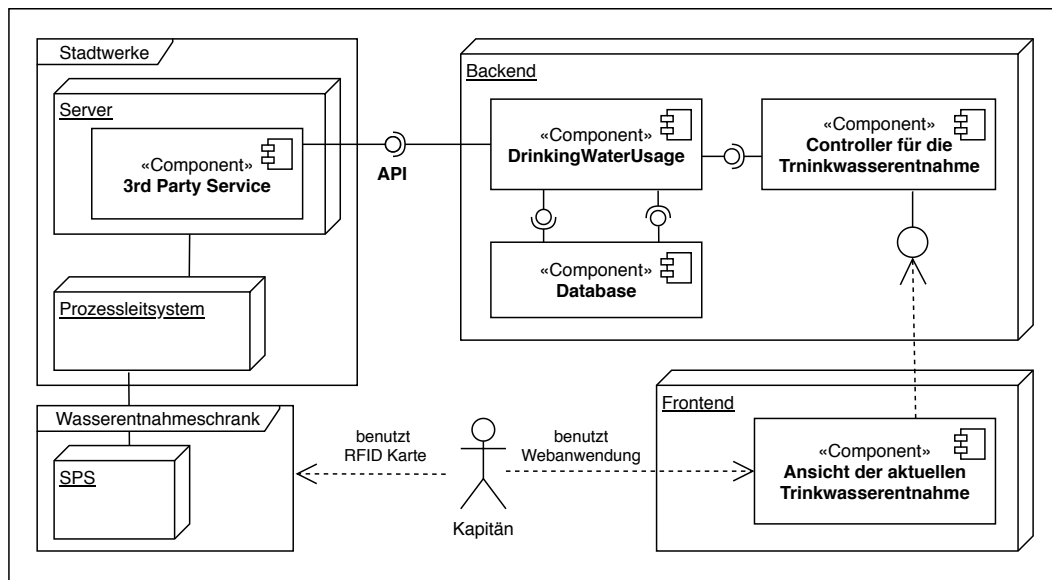 Stadtwerke
Server
«Component»
3rd Party Service
API
Prozessleitsystem
Wasserentnahmeschrank
SPS
Backend
«Component»
DrinkingWaterUsage
«Component»
Controller für die
Trninkwasserentnahme
«Component»
Database
benutzt
RFID Karte
Kapitän
benutzt
Webanwendung
Frontend
«Component»
Ansicht der aktuellen
Trinkwasserentnahme